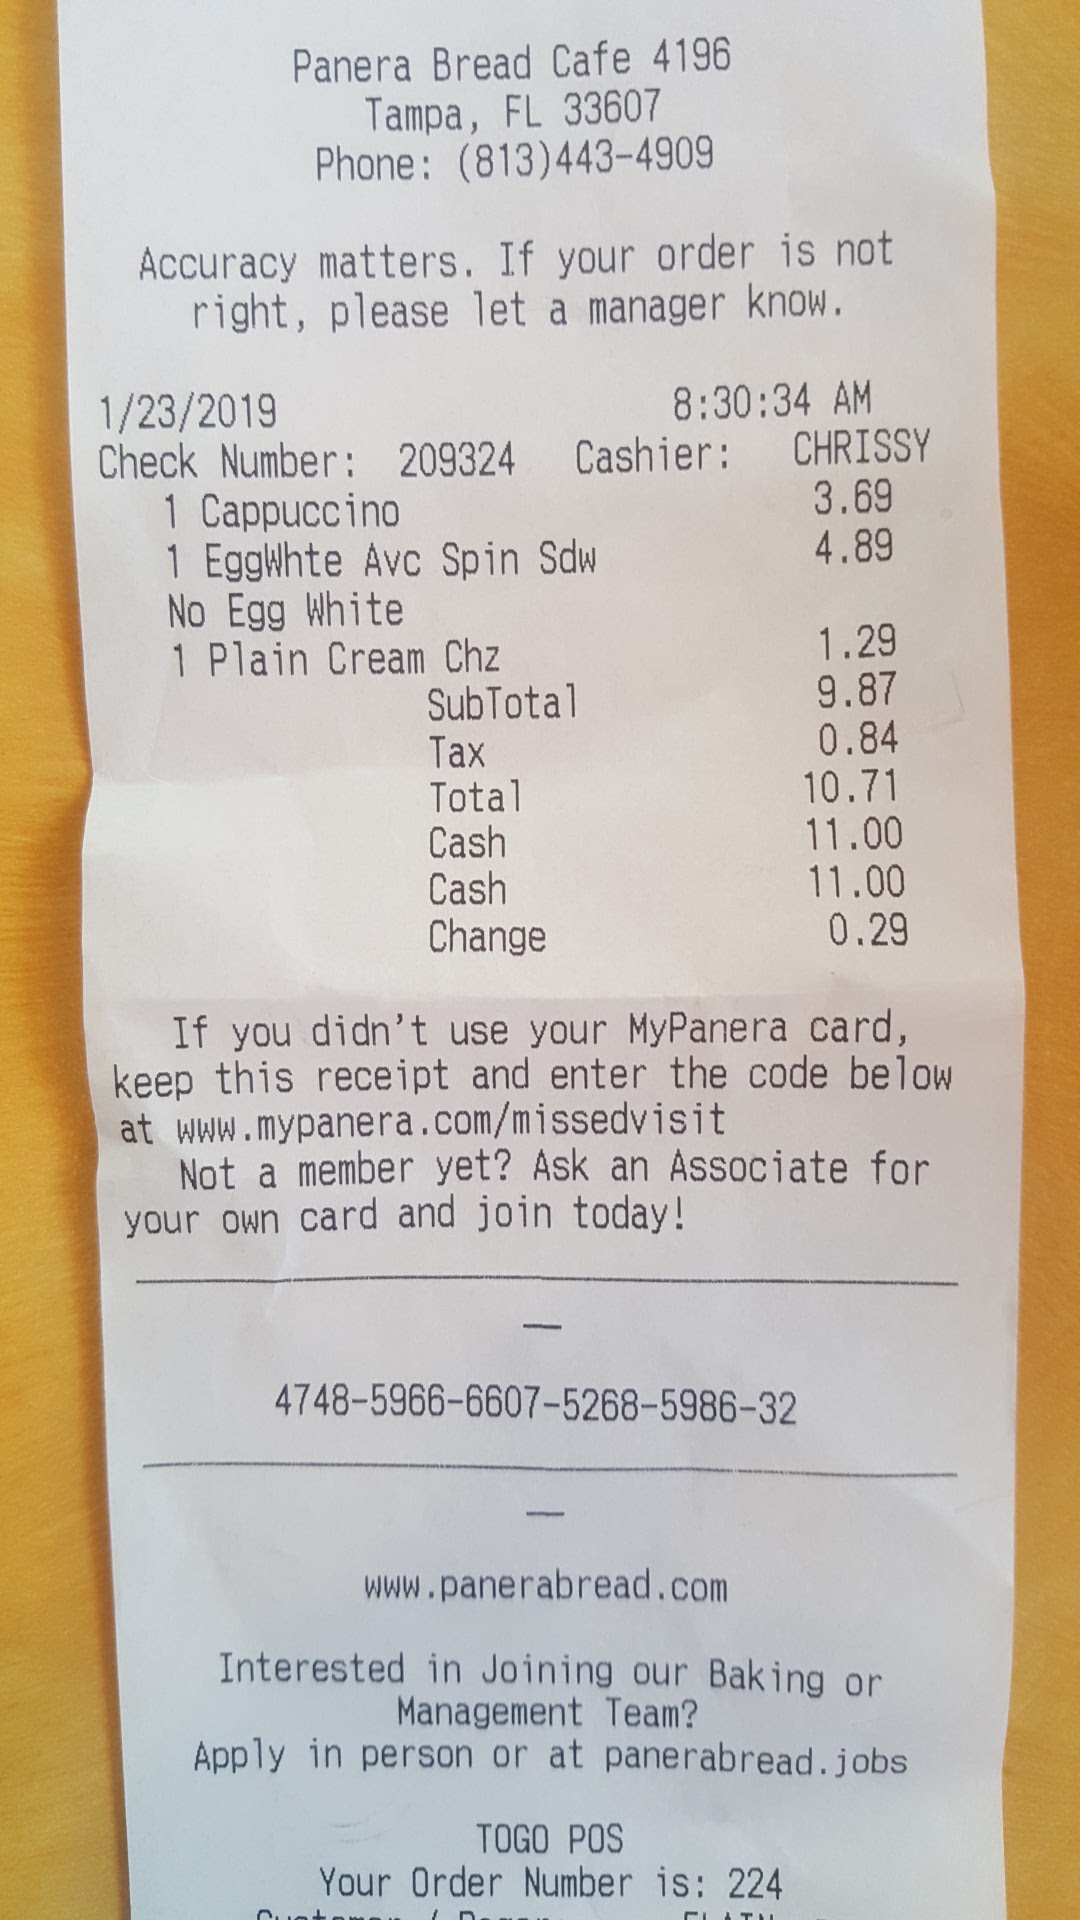 Panera Bread Cafe 4196
Tampa, FL 33607
Phone: (813)443-4909
Accuracy matters. If your order is not
right, please let a manager know.
1/23/2019 8:30:34 AM
Check Number: 209324 Cashier: CHRISSY
1 Cappuccino 3.69
1 EggWhte Avc Spin Sdw 4.89
No Egg White
1 Plain Cream Chz 1.29
SubTotal 9.87
Tax 0.84
Total 10.71
Cash 11.00
Cash 11.00
Change 0.29
If you didn't use your MyPanera card,
keep this receipt and enter the code below
at www.mypanera.com/missedvisit
Not a member yet? Ask an Associate for
your own card and join today!
4748-5966-6607-5268-5986-32
www.panerabread.com
Interested in Joining our Baking or
Management Team?
Apply in person or at panerabread.jobs
TOGO POS
Your Order Number is: 224
Customer /